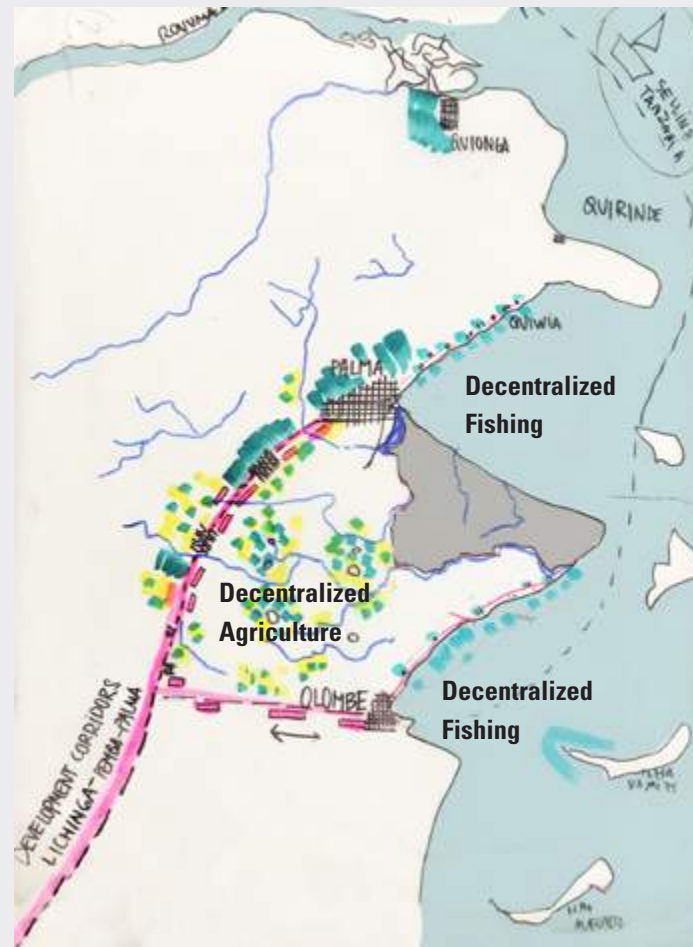 ROVUMA
QUIONGA
SELLING
TANZANIA
QUIRINDE
QUIWIA
PALMA
Decentralized
Fishing
Decentralized
Agriculture
OLOMBE
Decentralized
Fishing
DEVELOPMENT CORRIDORS
LICHINGA-PEMBA-PALMA